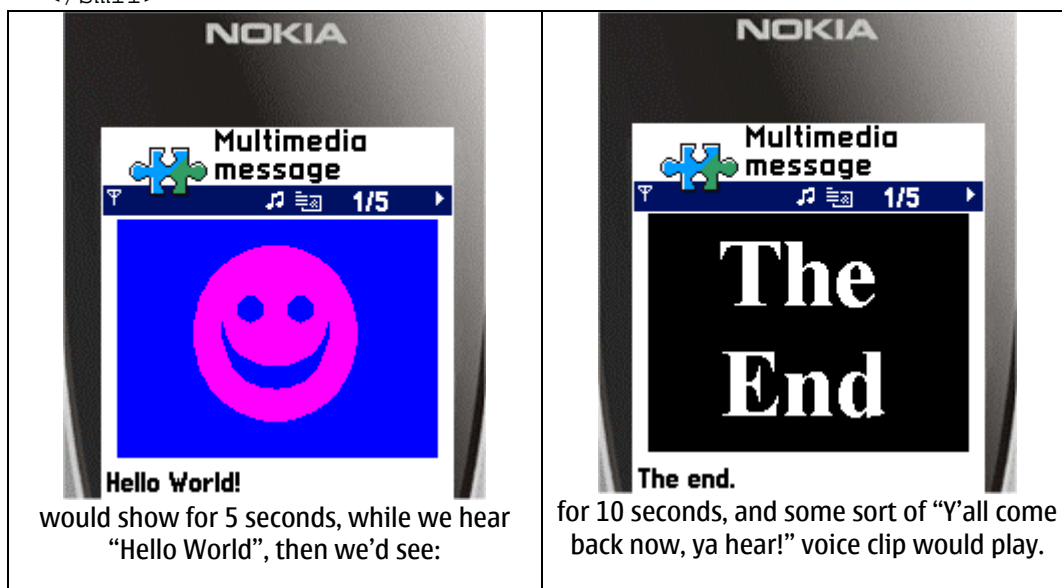 NOKIA
Multimedia
message
1/5
Hello World!
would show for 5 seconds, while we hear
“Hello World”, then we’d see:
NOKIA
Multimedia
message
1/5
The
End
The end.
for 10 seconds, and some sort of “Y’all come
back now, ya hear!” voice clip would play.